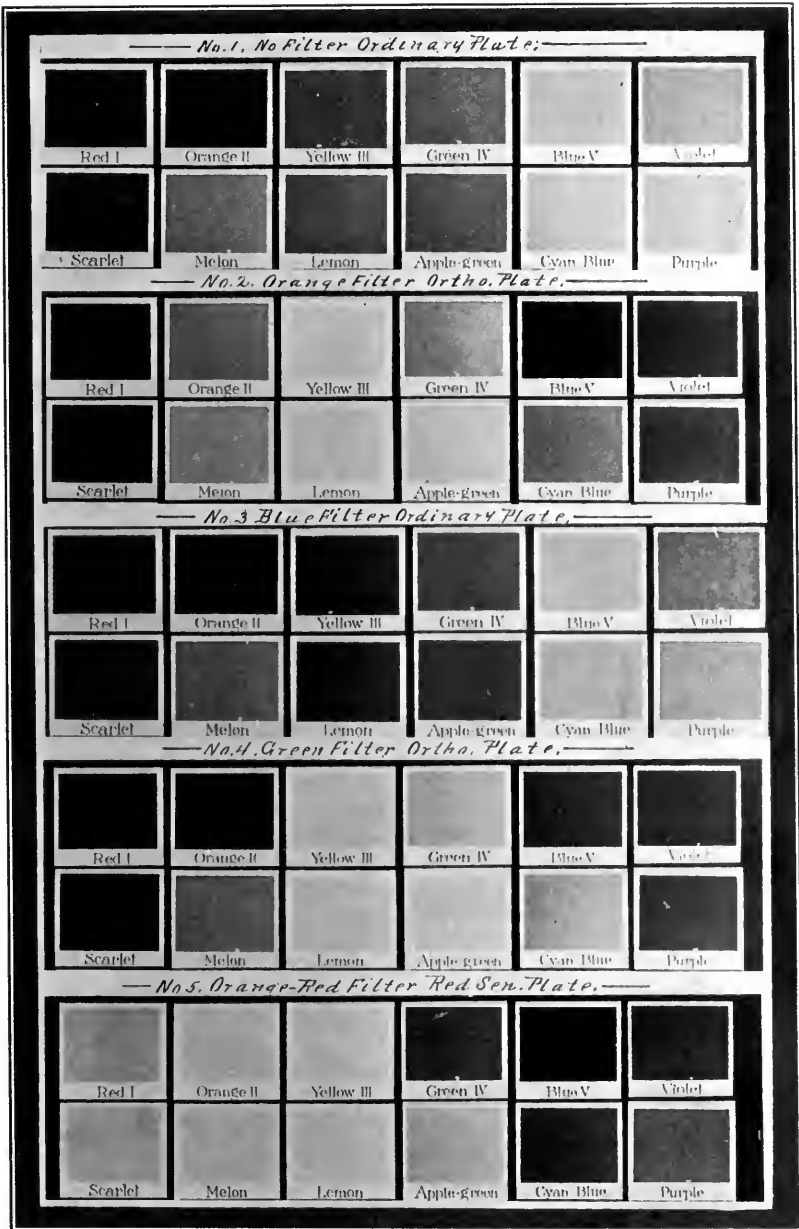 No.1. No Filter Ordinary Plate.
Red I Orange II Yellow III Green IV Blue V Violet
Scarlet Melon Lemon Apple-green Cyan Blue Purple
No.2. Orange Filter Ortho. Plate.
Red I Orange II Yellow III Green IV Blue V Violet
Scarlet Melon Lemon Apple-green Cyan Blue Purple
No.3 Blue Filter Ordinary Plate.
Red I Orange II Yellow III Green IV Blue V Violet
Scarlet Melon Lemon Apple-green Cyan Blue Purple
No.4. Green Filter Ortho. Plate.
Red I Orange II Yellow III Green IV Blue V Violet
Scarlet Melon Lemon Apple-green Cyan Blue Purple
No5. Orange-Red Filter Red Sen. Plate.
Red I Orange II Yellow III Green IV Blue V Violet
Scarlet Melon Lemon Apple-green Cyan Blue Purple